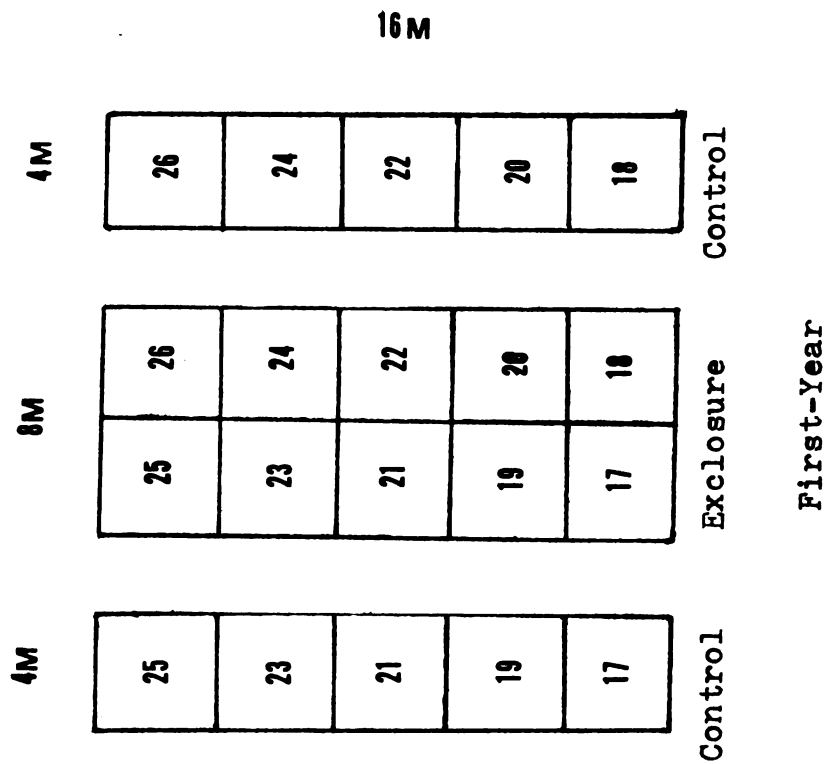 16M
4M
26 24 22 20 18
Control
8M
26 24 22 20 18
25 23 21 19 17
Exclosure
4M
25 23 21 19 17
Control
First-Year